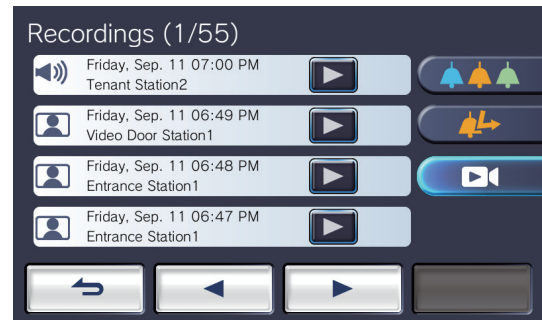 Recordings (1/55)
Friday, Sep. 11 07:00 PM
Tenant Station2
Friday, Sep. 11 06:49 PM
Video Door Station1
Friday, Sep. 11 06:48 PM
Entrance Station1
Friday, Sep. 11 06:47 PM
Entrance Station1